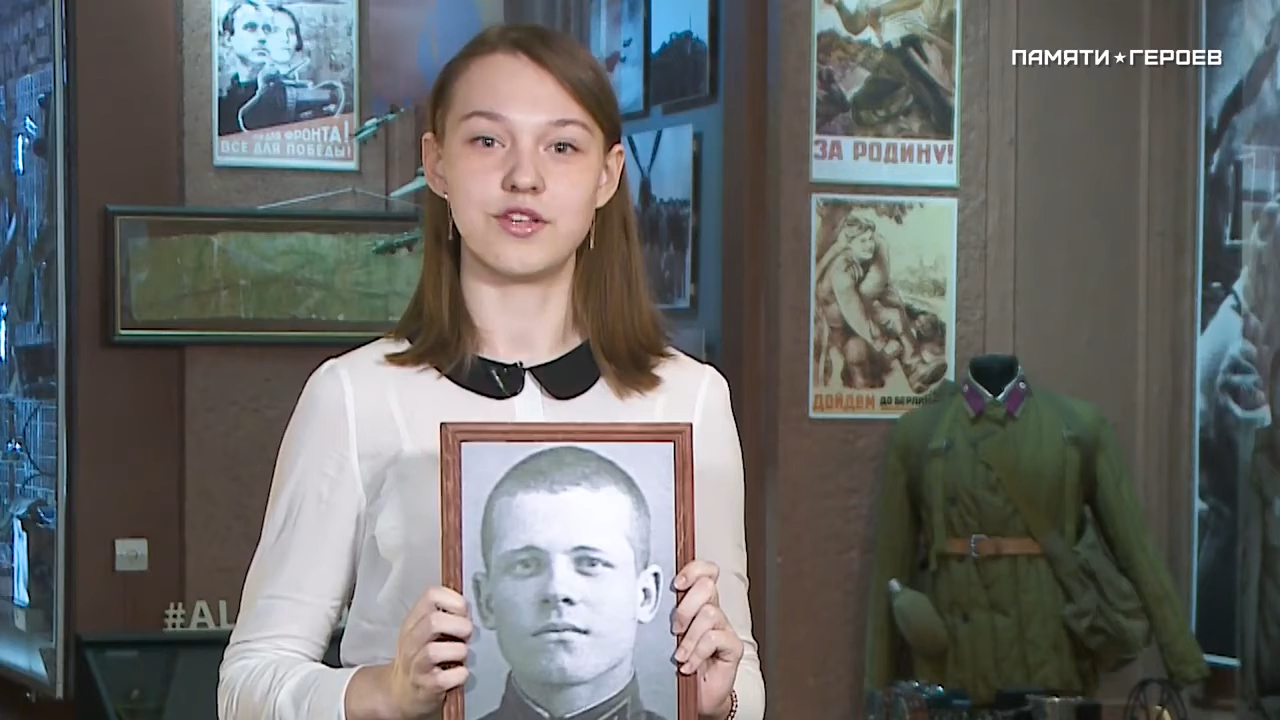 ПАМЯТИ★ГЕРОЕВ
ФРОНТА!
ВСЕ ДЛЯ ПОБЕДЫ!
ЗА РОДИНУ!
ДОЙДЕМ ДО БЕРЛИНА
#AL